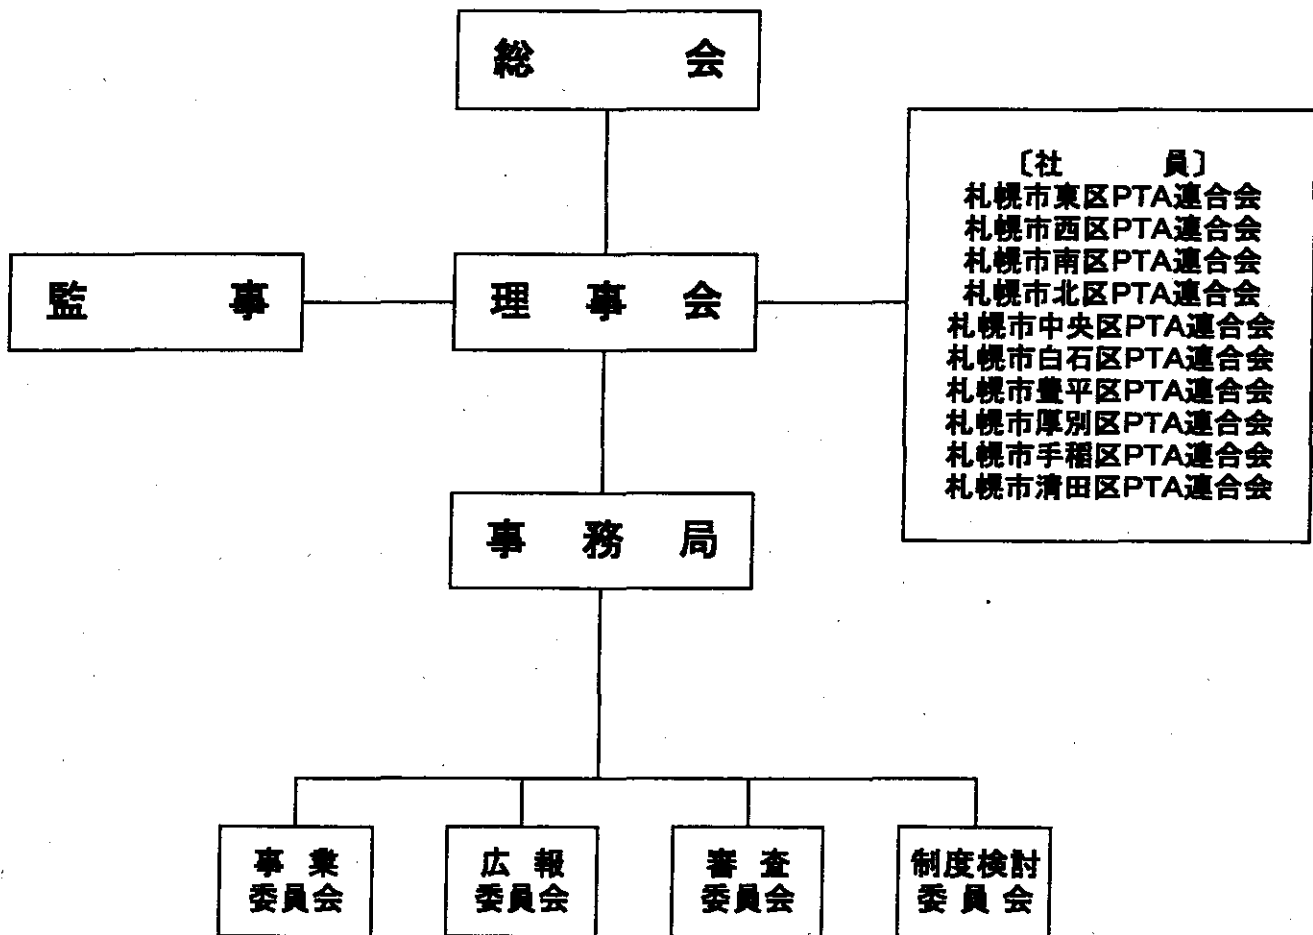 総会
〔社員〕
札幌市東区PTA連合会
札幌市西区PTA連合会
札幌市南区PTA連合会
札幌市北区PTA連合会
札幌市中央区PTA連合会
札幌市白石区PTA連合会
札幌市豊平区PTA連合会
札幌市厚別区PTA連合会
札幌市手稲区PTA連合会
札幌市清田区PTA連合会
監事
理事会
事務局
事業
委員会
広報
委員会
審査
委員会
制度検討
委員会